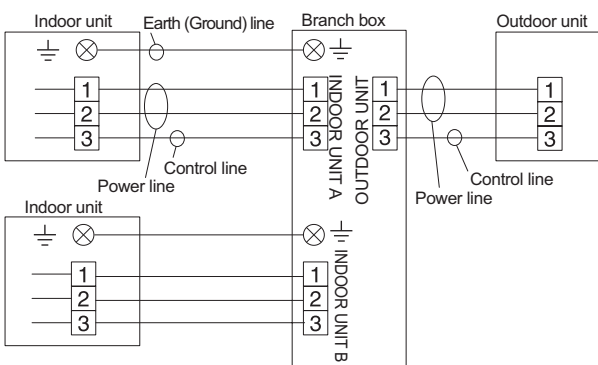 Indoor unit
Earth (Ground) line
Branch box
Outdoor unit
1
2
3
1
2
3
INDOOR UNIT A
OUTDOOR UNIT
1
2
3
1
2
3
Control line
Power line
Control line
Power line
Indoor unit
1
2
3
1
2
3
INDOOR UNIT B